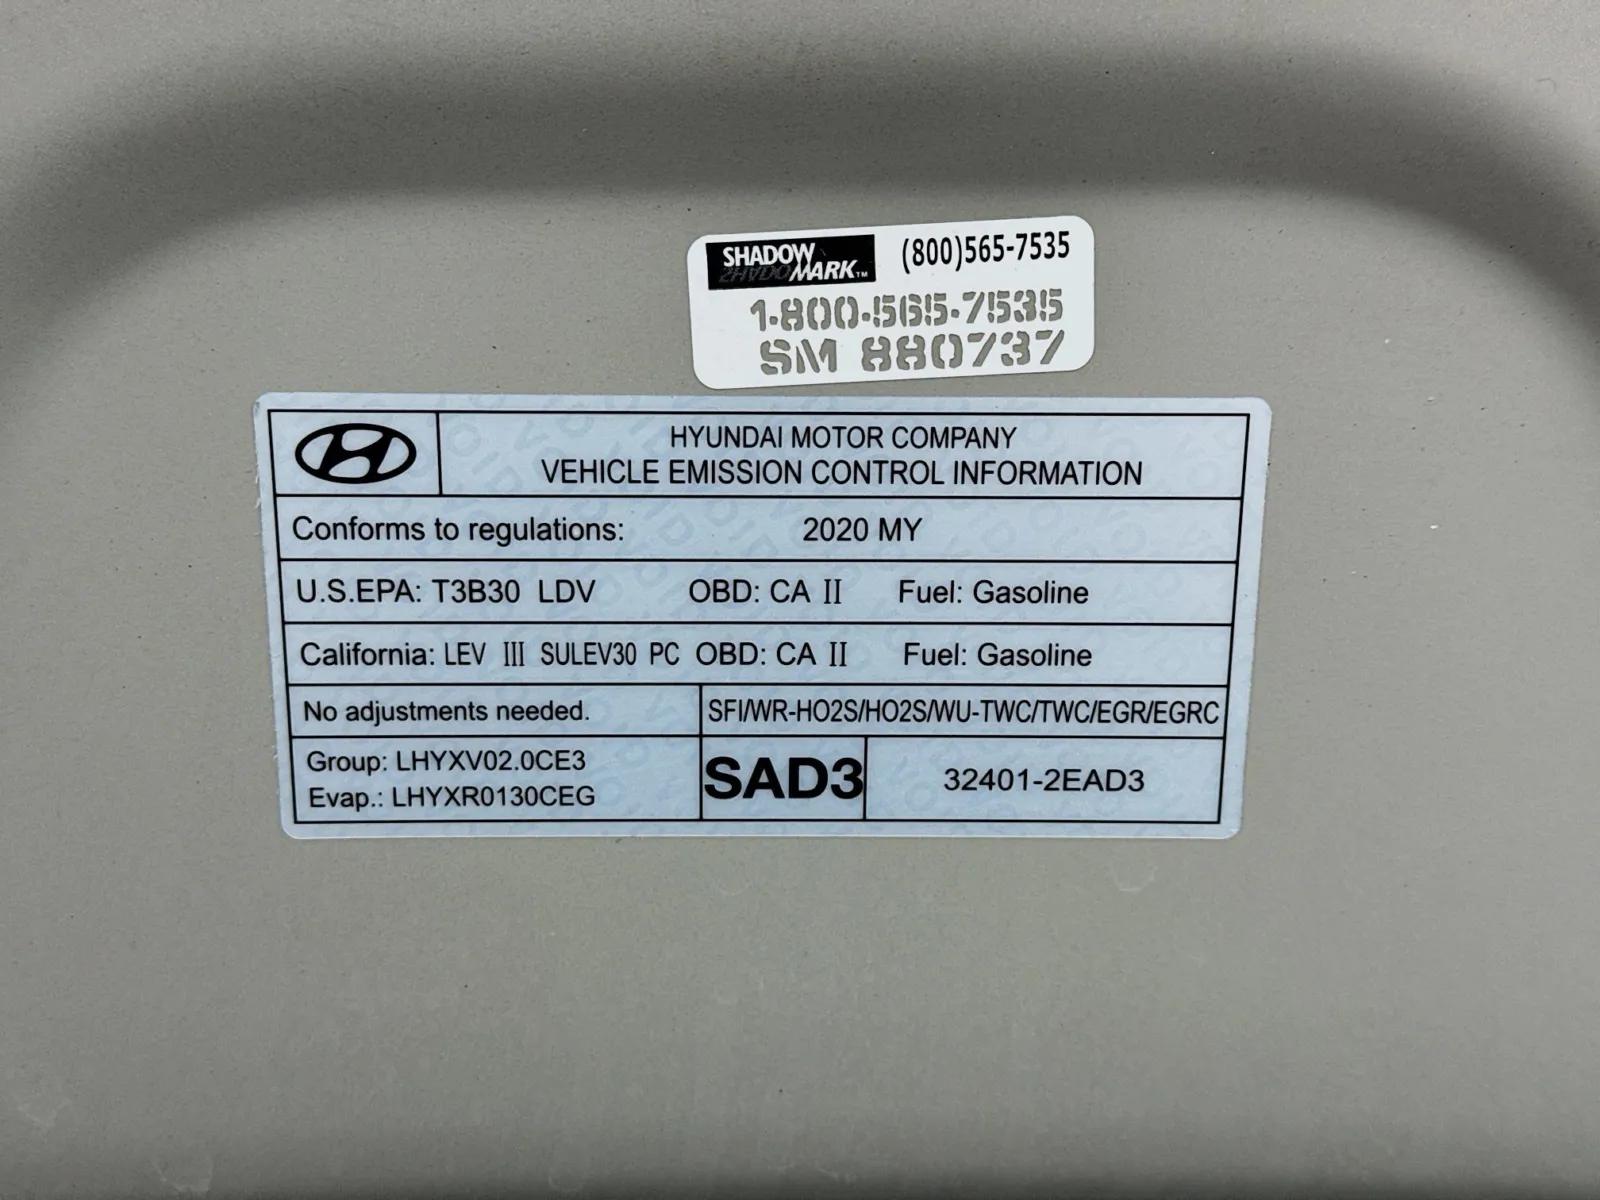 SHADOW
MARK™
(800)565-7535
1-800-565-7535
SM 880737
HYUNDAI MOTOR COMPANY
VEHICLE EMISSION CONTROL INFORMATION
Conforms to regulations: 2020 MY
U.S.EPA: T3B30 LDV OBD: CA II Fuel: Gasoline
California: LEV III SULEV30 PC OBD: CA II Fuel: Gasoline
No adjustments needed. SFI/WR-HO2S/HO2S/WU-TWC/TWC/EGR/EGRC
Group: LHYXV02.0CE3
Evap.: LHYXR0130CEG
SAD3
32401-2EAD3